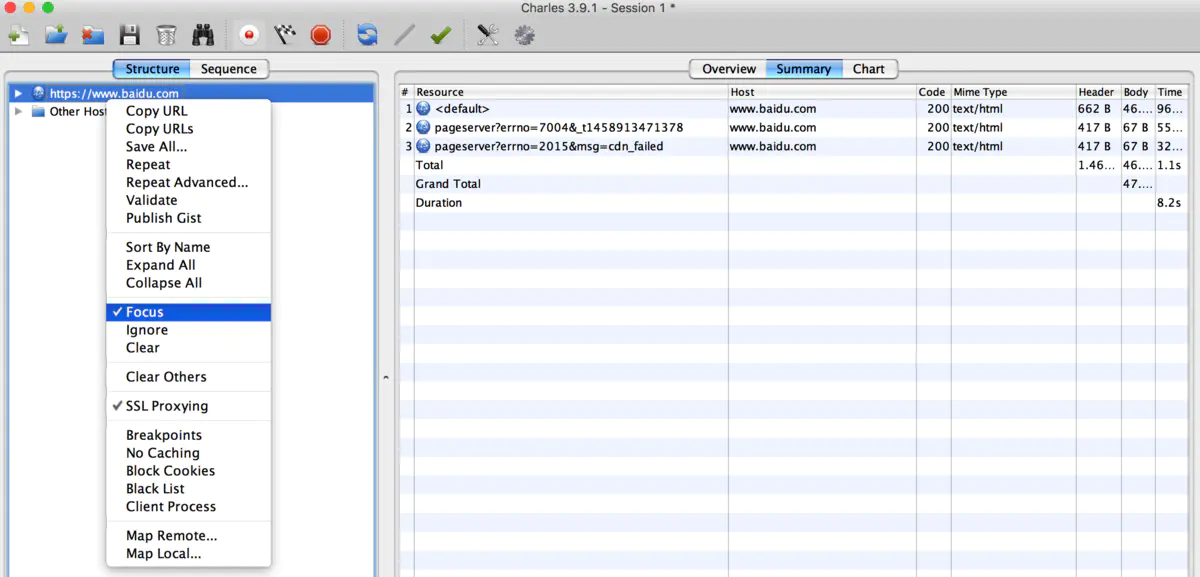 Charles 3.9.1 - Session 1 *
Structure Sequence
Overview Summary Chart
https://www.baidu.com
Other Host
Copy URL
Copy URLs
Save All...
Repeat
Repeat Advanced...
Validate
Publish Gist
Sort By Name
Expand All
Collapse All
✓ Focus
Ignore
Clear
Clear Others
✓ SSL Proxying
Breakpoints
No Caching
Block Cookies
Black List
Client Process
Map Remote...
Map Local...
# Resource Host Code Mime Type Header Body Time
1 <default> www.baidu.com 200 text/html 662 B 46.... 96...
2 pageserver?errno=7004&_t1458913471378 www.baidu.com 200 text/html 417 B 67 B 55...
3 pageserver?errno=2015&msg=cdn_failed www.baidu.com 200 text/html 417 B 67 B 32...
Total 1.46... 46.... 1.1s
Grand Total 47....
Duration 8.2s